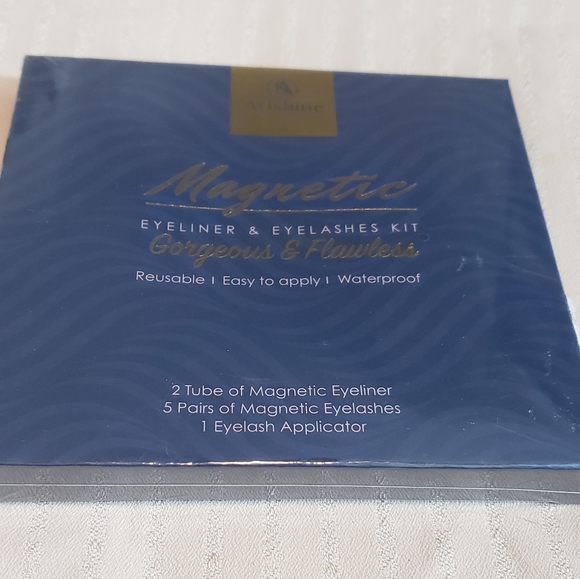 Magnetic
EYELINER & EYELASHES KIT
Gorgeous & Flawless
Reusable I Easy to apply I Waterproof
2 Tube of Magnetic Eyeliner
5 Pairs of Magnetic Eyelashes
1 Eyelash Applicator